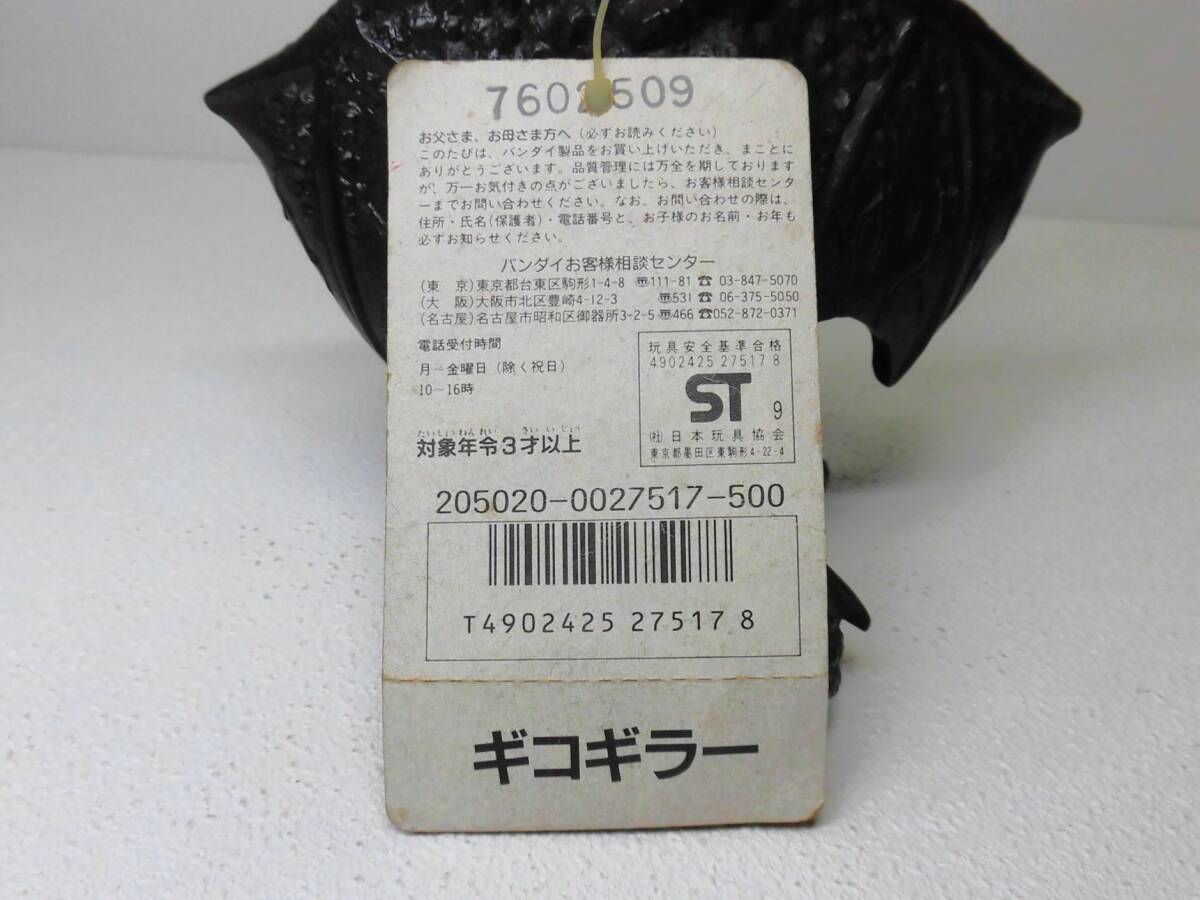 7602509
お父さま、お母さま方へ（必ずお読みください）
このたびは、バンダイ製品をお買い上げいただき、まことに
ありがとうございます。品質管理には万全を期しております
が、万一お気付きの点がございましたら、お客様相談センタ
ーまでお問い合わせください。なお、お問い合わせの際は、
住所・氏名(保護者)・電話番号と、お子様のお名前・お年も
必ずお知らせください。
バンダイお客様相談センター
(東　京)東京都台東区駒形1-4-8 〠111-81 ☎ 03-847-5070
(大　阪)大阪市北区豊崎4-12-3 〠531 ☎ 06-375-5050
(名古屋)名古屋市昭和区御器所3-2-5 〠466 ☎052-872-0371
電話受付時間
月～金曜日（除く祝日）
10～16時
玩具安全基準合格
4902425 27517 8
ST 9
㈳日本玩具協会
東京都墨田区東駒形4-22-4
たいしょうねんれい　さいいじょう
対象年令3才以上
205020-0027517-500
T4902425 27517 8
ギコギラー